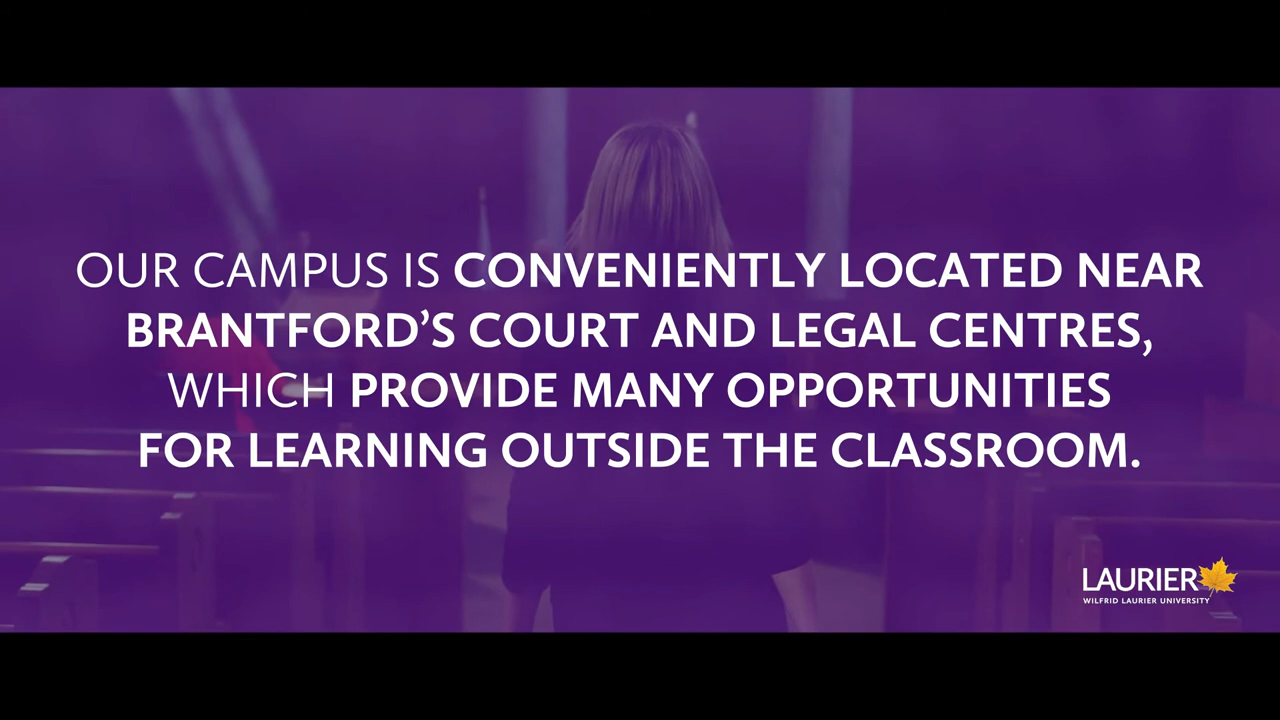 OUR CAMPUS IS CONVENIENTLY LOCATED NEAR
BRANTFORD’S COURT AND LEGAL CENTRES,
WHICH PROVIDE MANY OPPORTUNITIES
FOR LEARNING OUTSIDE THE CLASSROOM.
LAURIER
WILFRID LAURIER UNIVERSITY